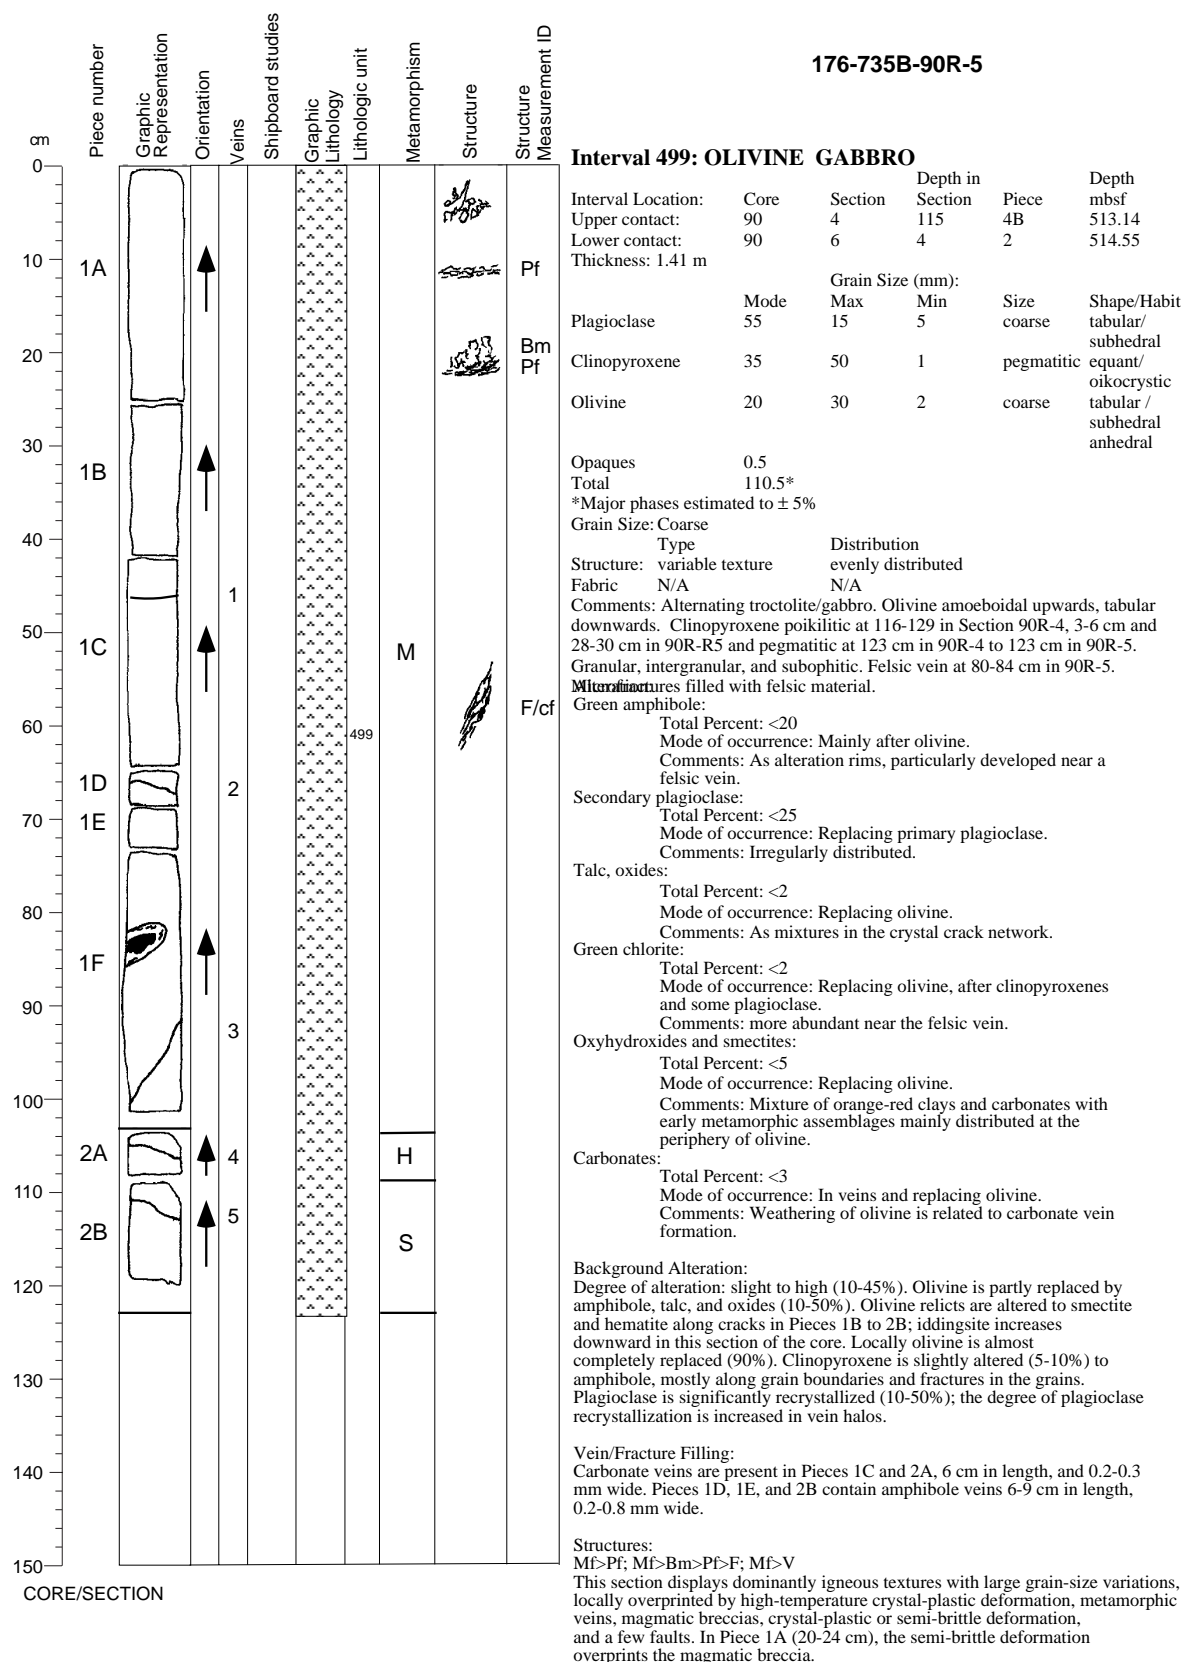 176-735B-90R-5
cm
Piece number
Graphic
Representation
Orientation
Veins
Shipboard studies
Graphic
Lithology
Lithologic unit
Metamorphism
Structure
Structure
Measurement ID
0
10
20
30
40
50
60
70
80
90
100
110
120
130
140
150
1A
1B
1C
1D
1E
1F
2A
2B
1
2
3
4
5
499
M
H
S
Pf
Bm
Pf
F/cf
CORE/SECTION
Interval 499: OLIVINE GABBRO
Depth in Depth
Interval Location: Core Section Section Piece mbsf
Upper contact: 90 4 115 4B 513.14
Lower contact: 90 6 4 2 514.55
Thickness: 1.41 m
Grain Size (mm):
Mode Max Min Size Shape/Habit
Plagioclase 55 15 5 coarse tabular/
subhedral
Clinopyroxene 35 50 1 pegmatitic equant/
oikocrystic
Olivine 20 30 2 coarse tabular /
subhedral
anhedral
Opaques 0.5
Total 110.5*
*Major phases estimated to ± 5%
Grain Size: Coarse
Type Distribution
Structure: variable texture evenly distributed
Fabric N/A N/A
Comments: Alternating troctolite/gabbro. Olivine amoeboidal upwards, tabular
downwards. Clinopyroxene poikilitic at 116-129 in Section 90R-4, 3-6 cm and
28-30 cm in 90R-R5 and pegmatitic at 123 cm in 90R-4 to 123 cm in 90R-5.
Granular, intergranular, and subophitic. Felsic vein at 80-84 cm in 90R-5.
filled with felsic material.
Green amphibole:
Total Percent: <20
Mode of occurrence: Mainly after olivine.
Comments: As alteration rims, particularly developed near a
felsic vein.
Secondary plagioclase:
Total Percent: <25
Mode of occurrence: Replacing primary plagioclase.
Comments: Irregularly distributed.
Talc, oxides:
Total Percent: <2
Mode of occurrence: Replacing olivine.
Comments: As mixtures in the crystal crack network.
Green chlorite:
Total Percent: <2
Mode of occurrence: Replacing olivine, after clinopyroxenes
and some plagioclase.
Comments: more abundant near the felsic vein.
Oxyhydroxides and smectites:
Total Percent: <5
Mode of occurrence: Replacing olivine.
Comments: Mixture of orange-red clays and carbonates with
early metamorphic assemblages mainly distributed at the
periphery of olivine.
Carbonates:
Total Percent: <3
Mode of occurrence: In veins and replacing olivine.
Comments: Weathering of olivine is related to carbonate vein
formation.
Background Alteration:
Degree of alteration: slight to high (10-45%). Olivine is partly replaced by
amphibole, talc, and oxides (10-50%). Olivine relicts are altered to smectite
and hematite along cracks in Pieces 1B to 2B; iddingsite increases
downward in this section of the core. Locally olivine is almost
completely replaced (90%). Clinopyroxene is slightly altered (5-10%) to
amphibole, mostly along grain boundaries and fractures in the grains.
Plagioclase is significantly recrystallized (10-50%); the degree of plagioclase
recrystallization is increased in vein halos.
Vein/Fracture Filling:
Carbonate veins are present in Pieces 1C and 2A, 6 cm in length, and 0.2-0.3
mm wide. Pieces 1D, 1E, and 2B contain amphibole veins 6-9 cm in length,
0.2-0.8 mm wide.
Structures:
Mf>Pf; Mf>Bm>Pf>F; Mf>V
This section displays dominantly igneous textures with large grain-size variations,
locally overprinted by high-temperature crystal-plastic deformation, metamorphic
veins, magmatic breccias, crystal-plastic or semi-brittle deformation,
and a few faults. In Piece 1A (20-24 cm), the semi-brittle deformation
overprints the magmatic breccia.